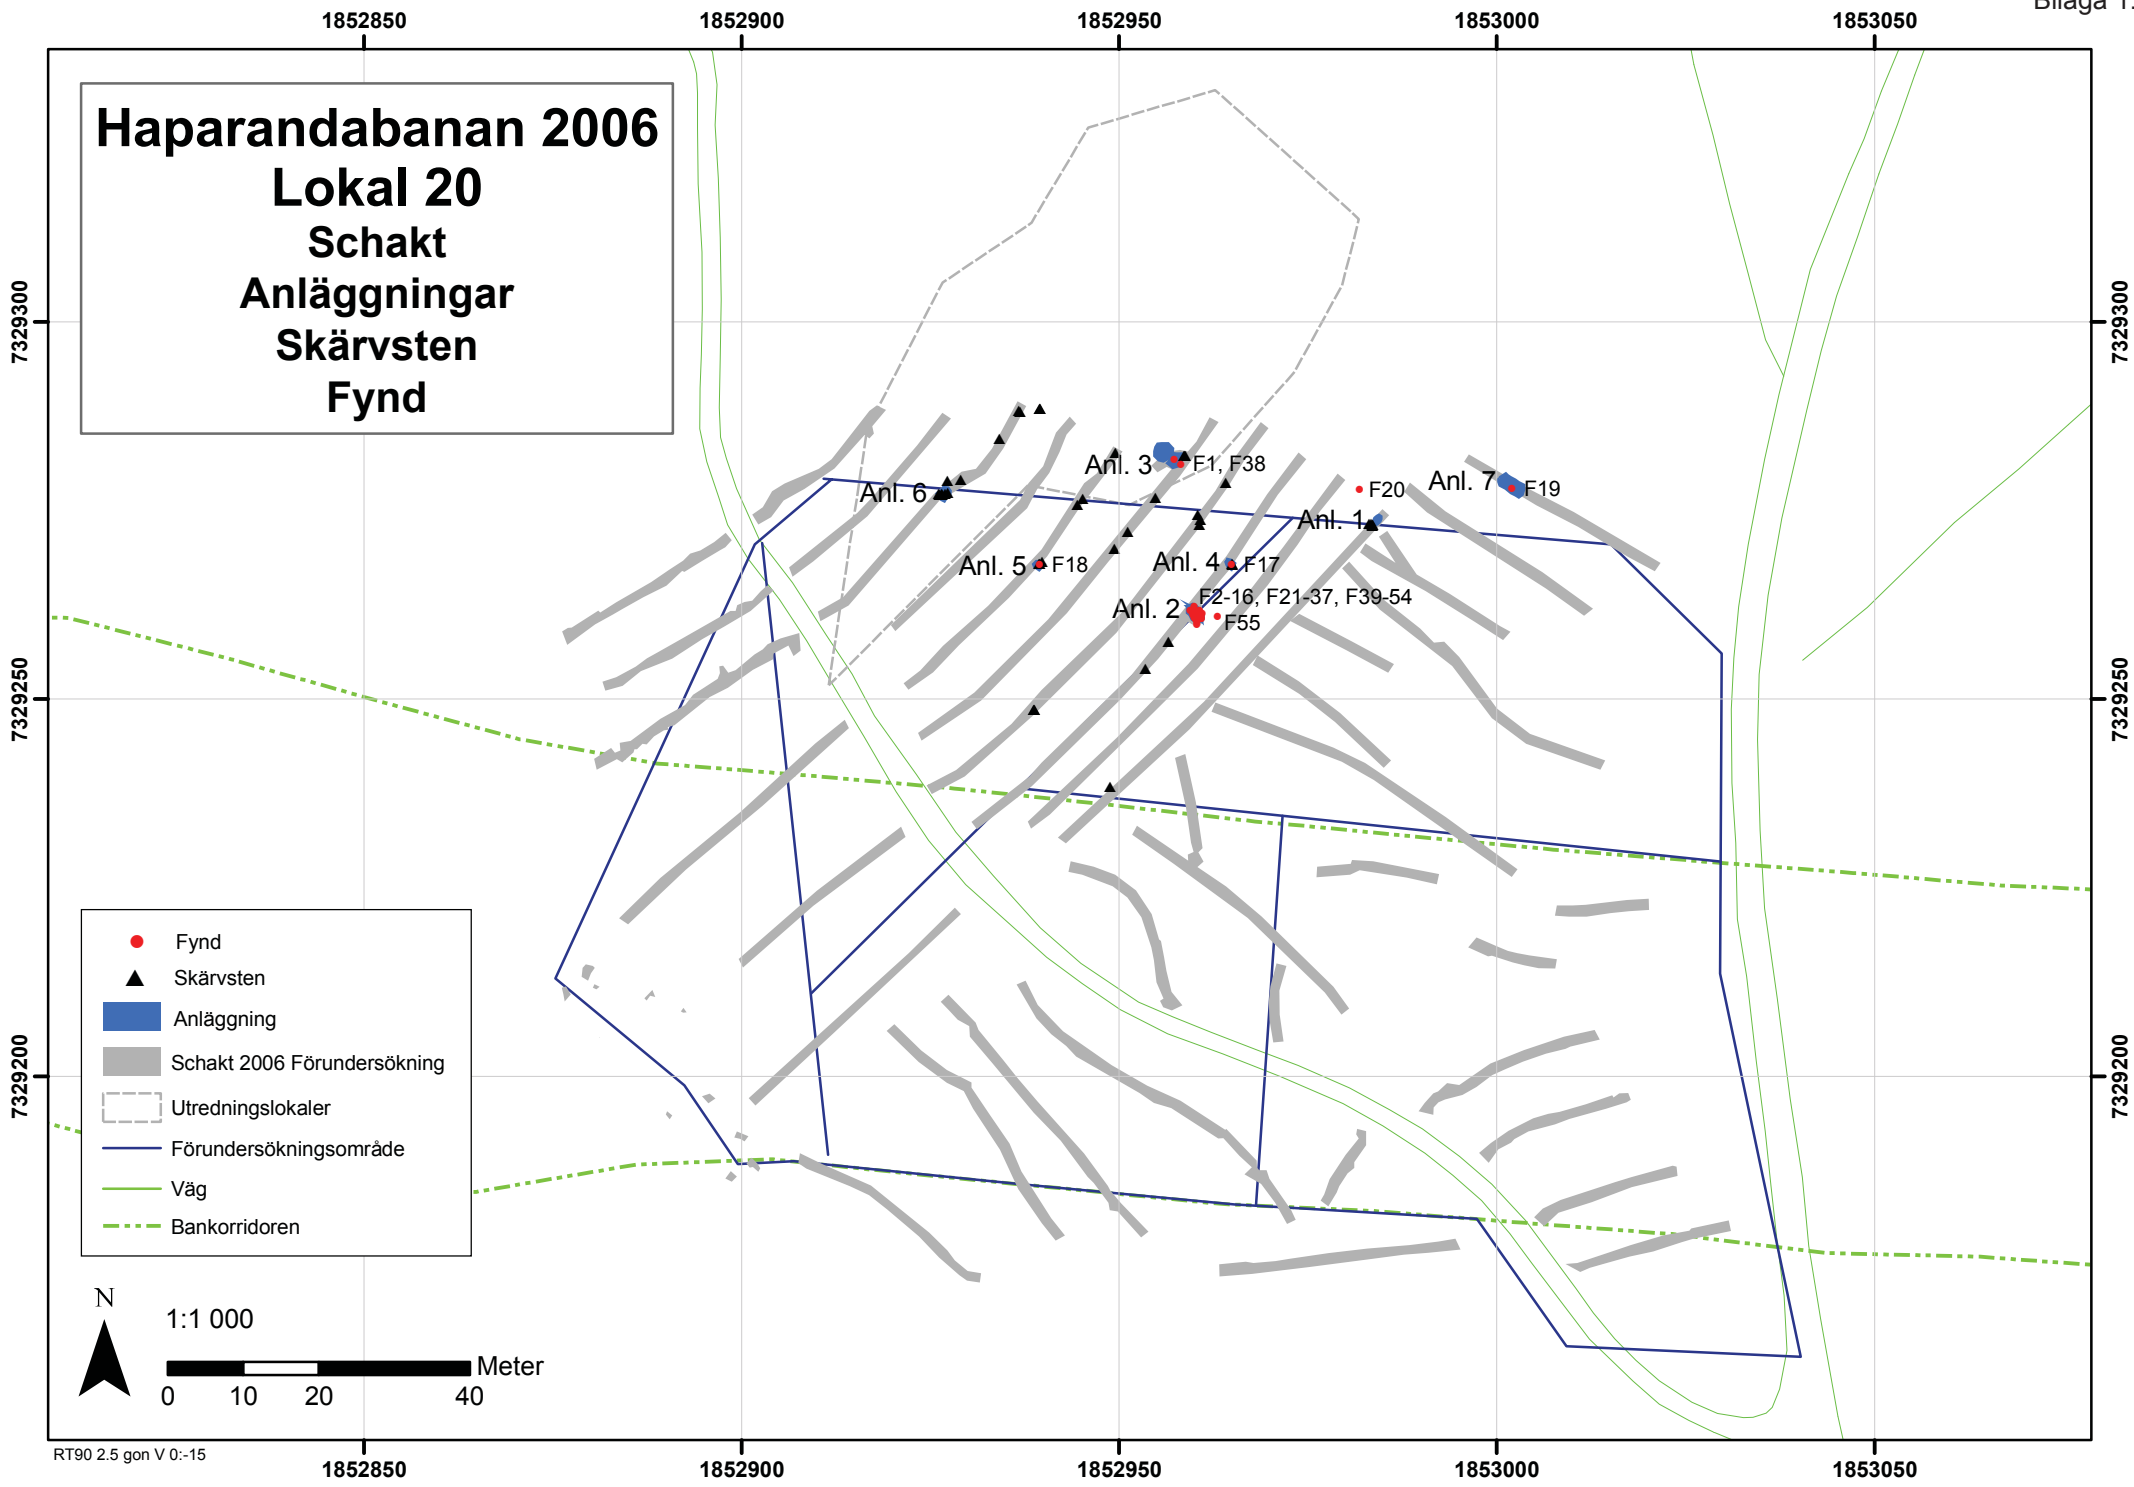 Bilaga 1:
1852850 1852900 1852950 1853000 1853050
Haparandabanan 2006
Lokal 20
Schakt
Anläggningar
Skärvsten
Fynd
7329300
7329300
Anl. 3
F1, F38
Anl. 6
F20
Anl. 7
F19
Anl. 1
Anl. 5
F18
Anl. 4
F17
Anl. 2
F2-16, F21-37, F39-54
F55
7329250
7329250
Fynd
Skärvsten
Anläggning
Schakt 2006 Förundersökning
Utredningslokaler
Förundersökningsområde
Väg
Bankorridoren
7329200
7329200
N
1:1 000
Meter
0 10 20 40
RT90 2.5 gon V 0:-15
1852850 1852900 1852950 1853000 1853050